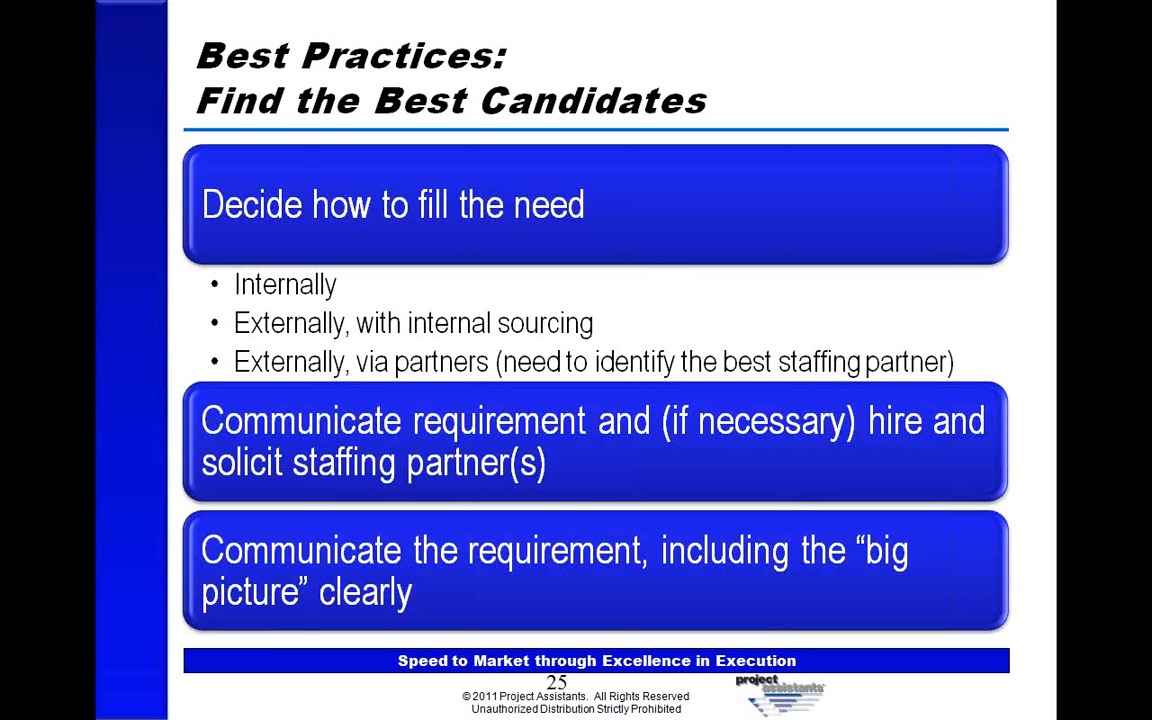 Best Practices:
Find the Best Candidates
Decide how to fill the need
• Internally
• Externally, with internal sourcing
• Externally, via partners (need to identify the best staffing partner)
Communicate requirement and (if necessary) hire and
solicit staffing partner(s)
Communicate the requirement, including the “big
picture” clearly
Speed to Market through Excellence in Execution
25
©2011 Project Assistants. All Rights Reserved
Unauthorized Distribution Strictly Prohibited
project
assistants